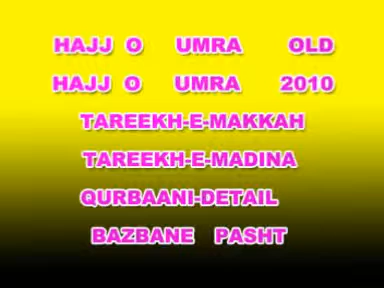 HAJJ O UMRA OLD
HAJJ O UMRA 2010
TAREEKH-E-MAKKAH
TAREEKH-E-MADINA
QURBAANI-DETAIL
BAZBANE PASHT